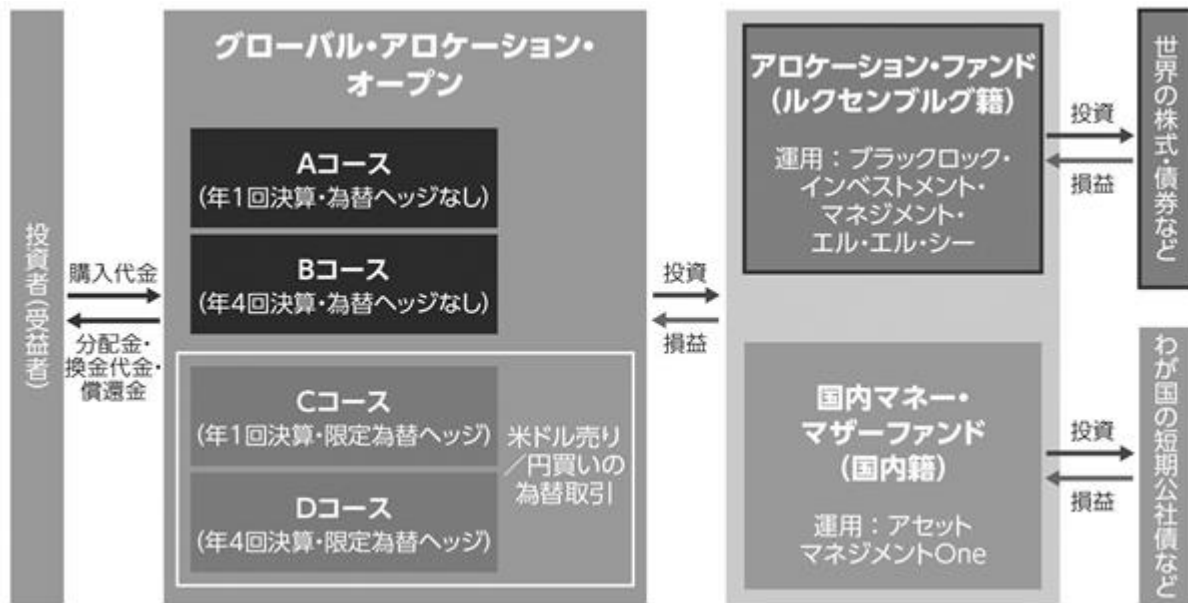 投資者(受益者)
購入代金
分配金・
換金代金・
償還金
グローバル・アロケーション・
オープン
Aコース
(年1回決算・為替ヘッジなし)
Bコース
(年4回決算・為替ヘッジなし)
Cコース
(年1回決算・限定為替ヘッジ)
Dコース
(年4回決算・限定為替ヘッジ)
米ドル売り
/円買いの
為替取引
投資
損益
アロケーション・ファンド
(ルクセンブルグ籍)
運用:ブラックロック・
インベストメント・
マネジメント・
エル・エル・シー
国内マネー・
マザーファンド
(国内籍)
運用:アセット
マネジメントOne
投資
損益
世界の株式・債券など
投資
損益
わが国の短期公社債など